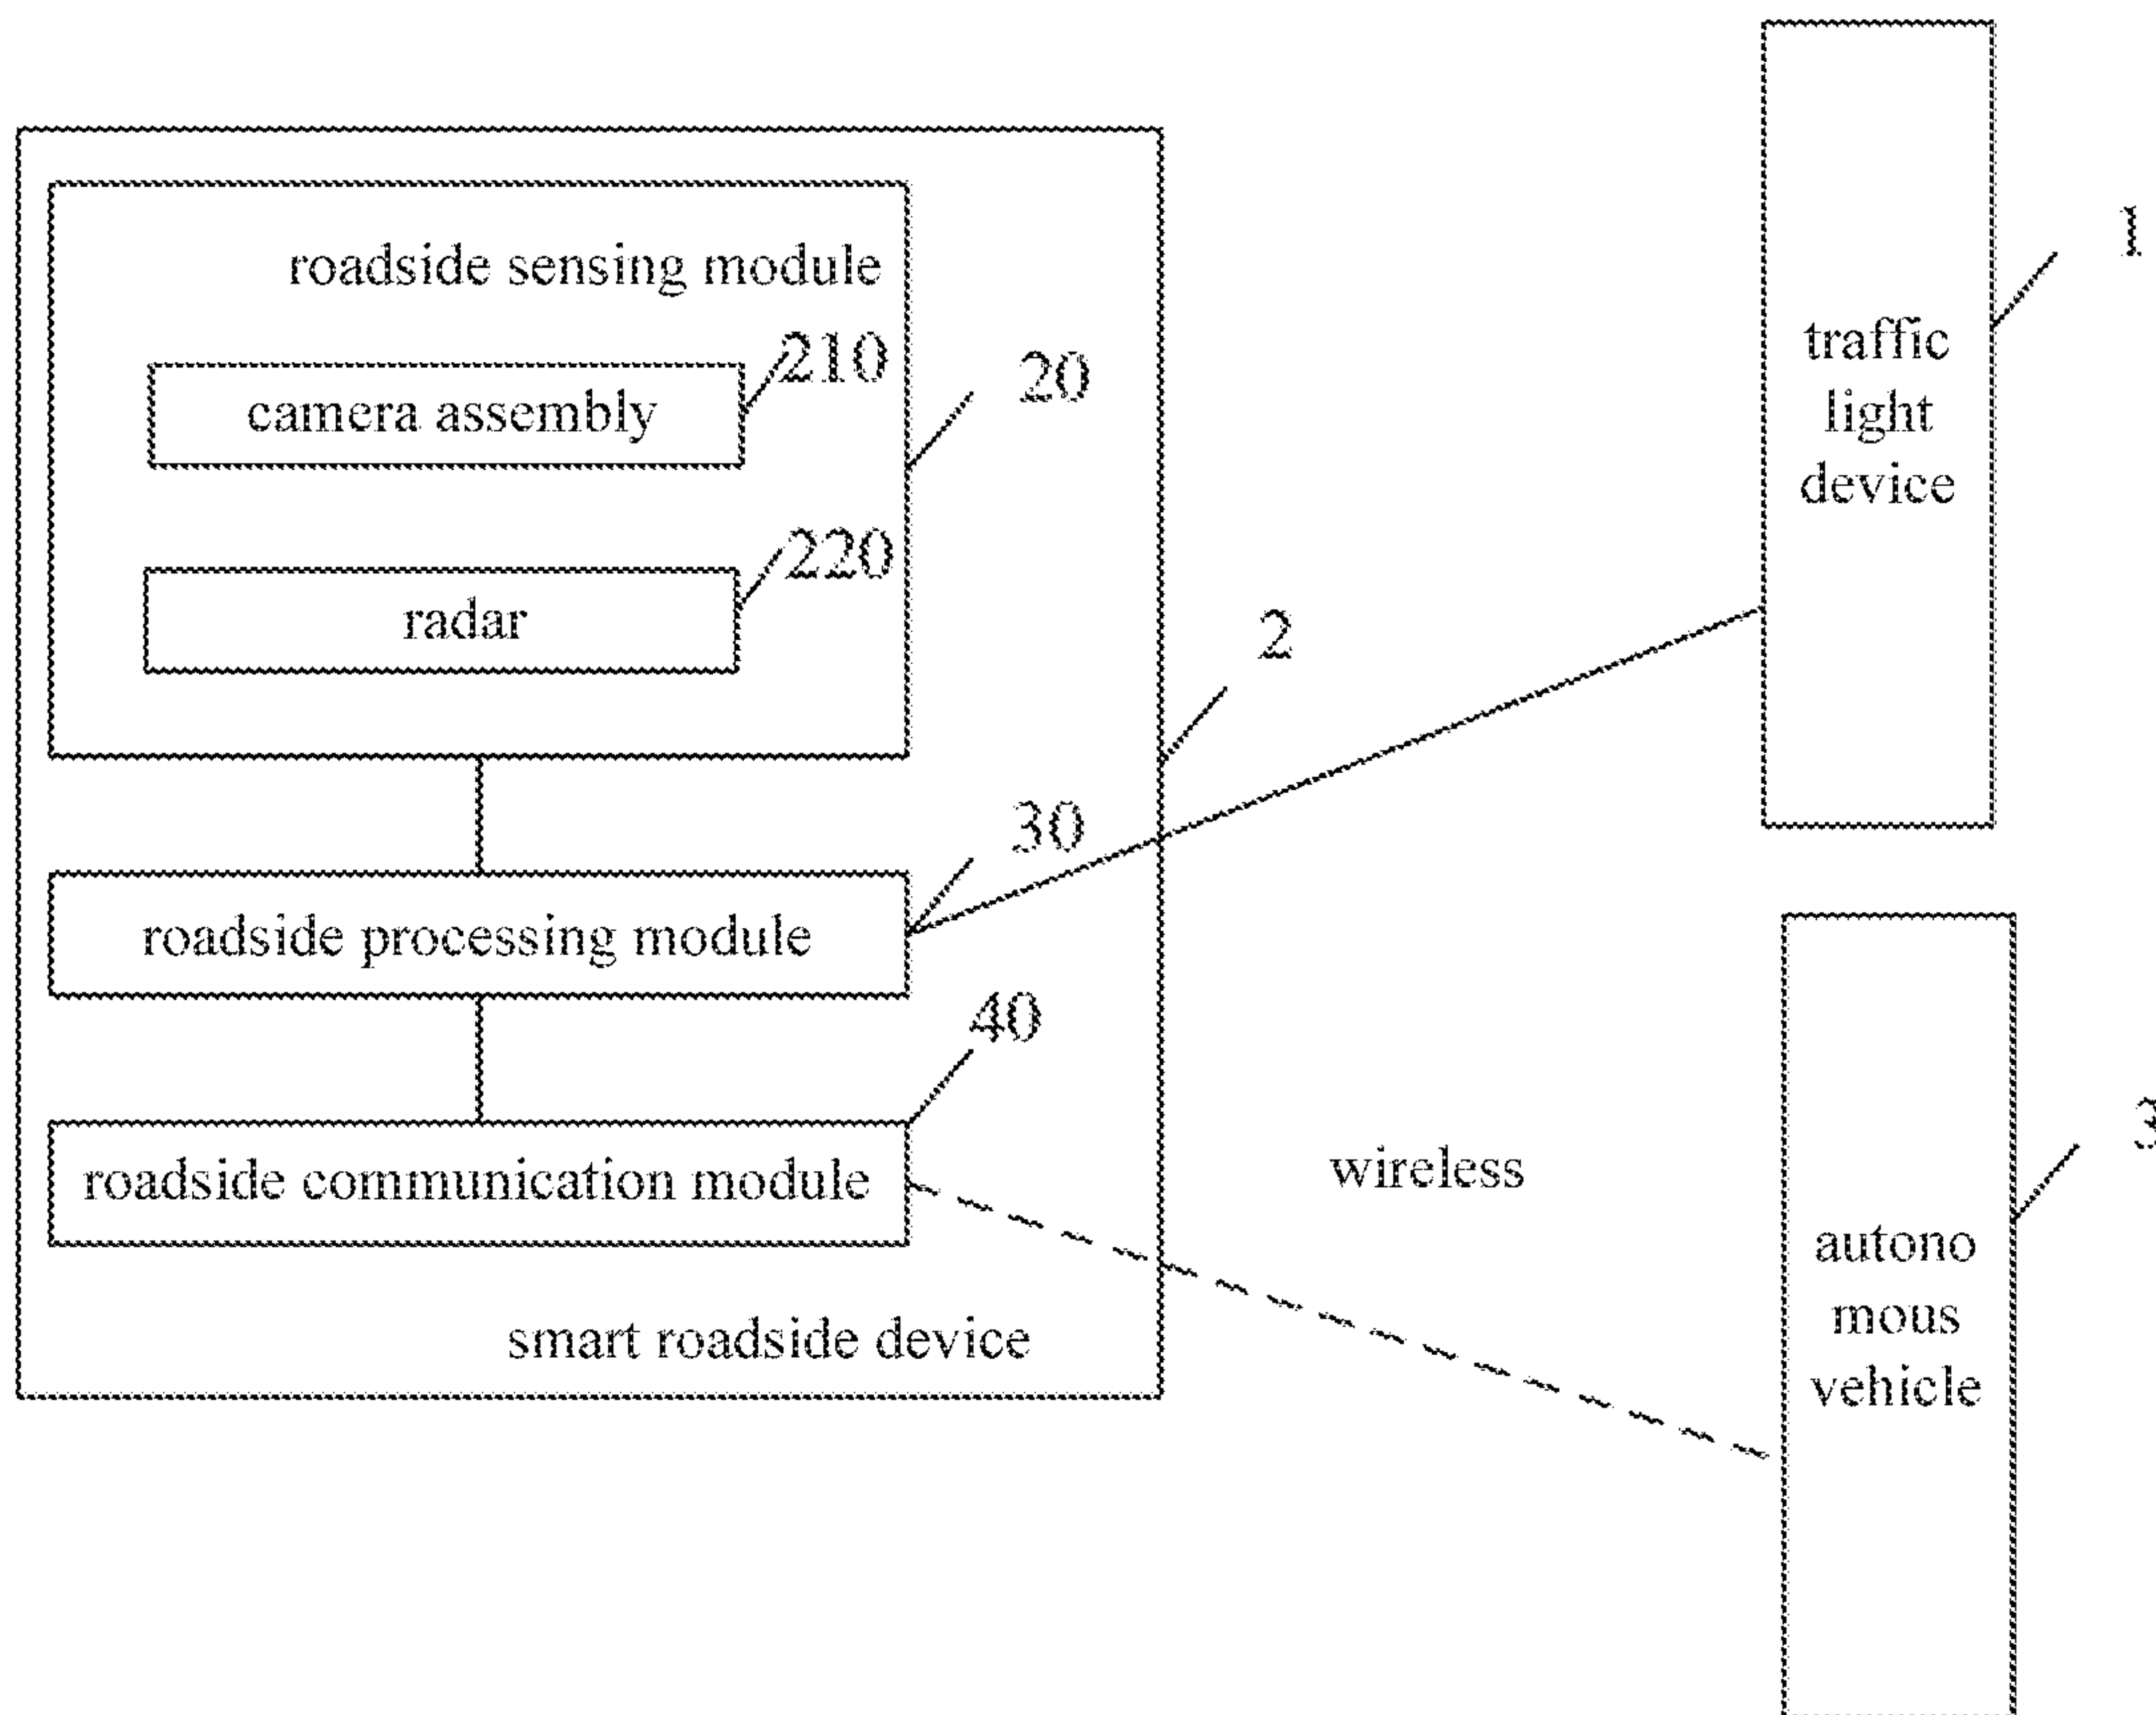 roadside sensing module
210
camera assembly
20
220
radar
2
30
roadside processing module
40
roadside communication module
smart roadside device
wireless
1
traffic
light
device
3
autono
mous
vehicle